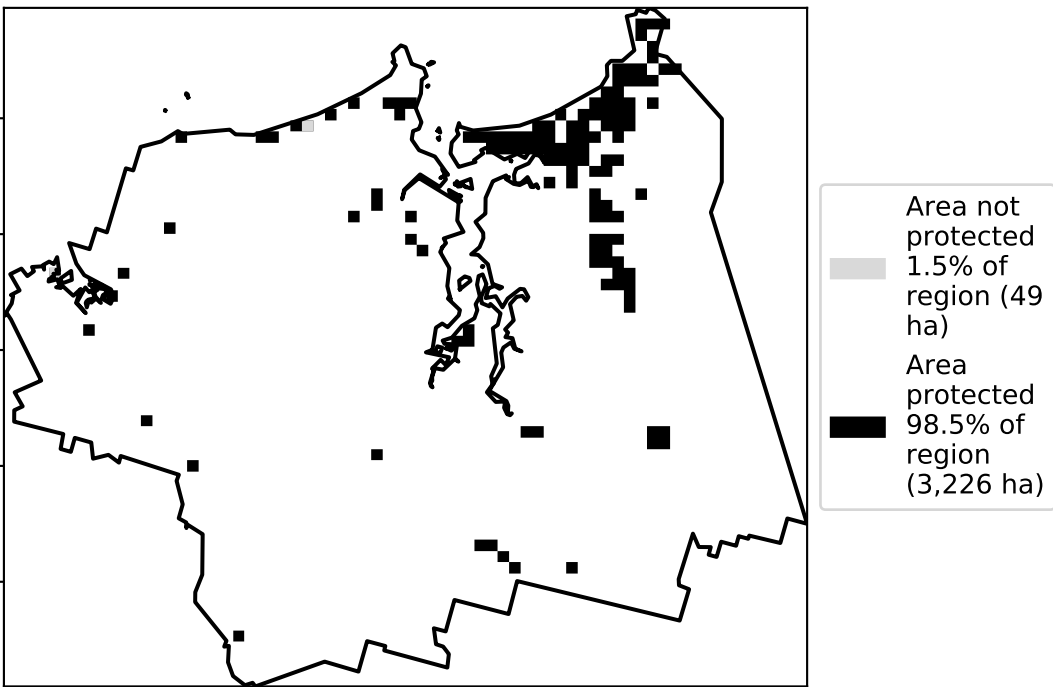 Area not
protected
1.5% of
region (49
ha)
Area
protected
98.5% of
region
(3,226 ha)